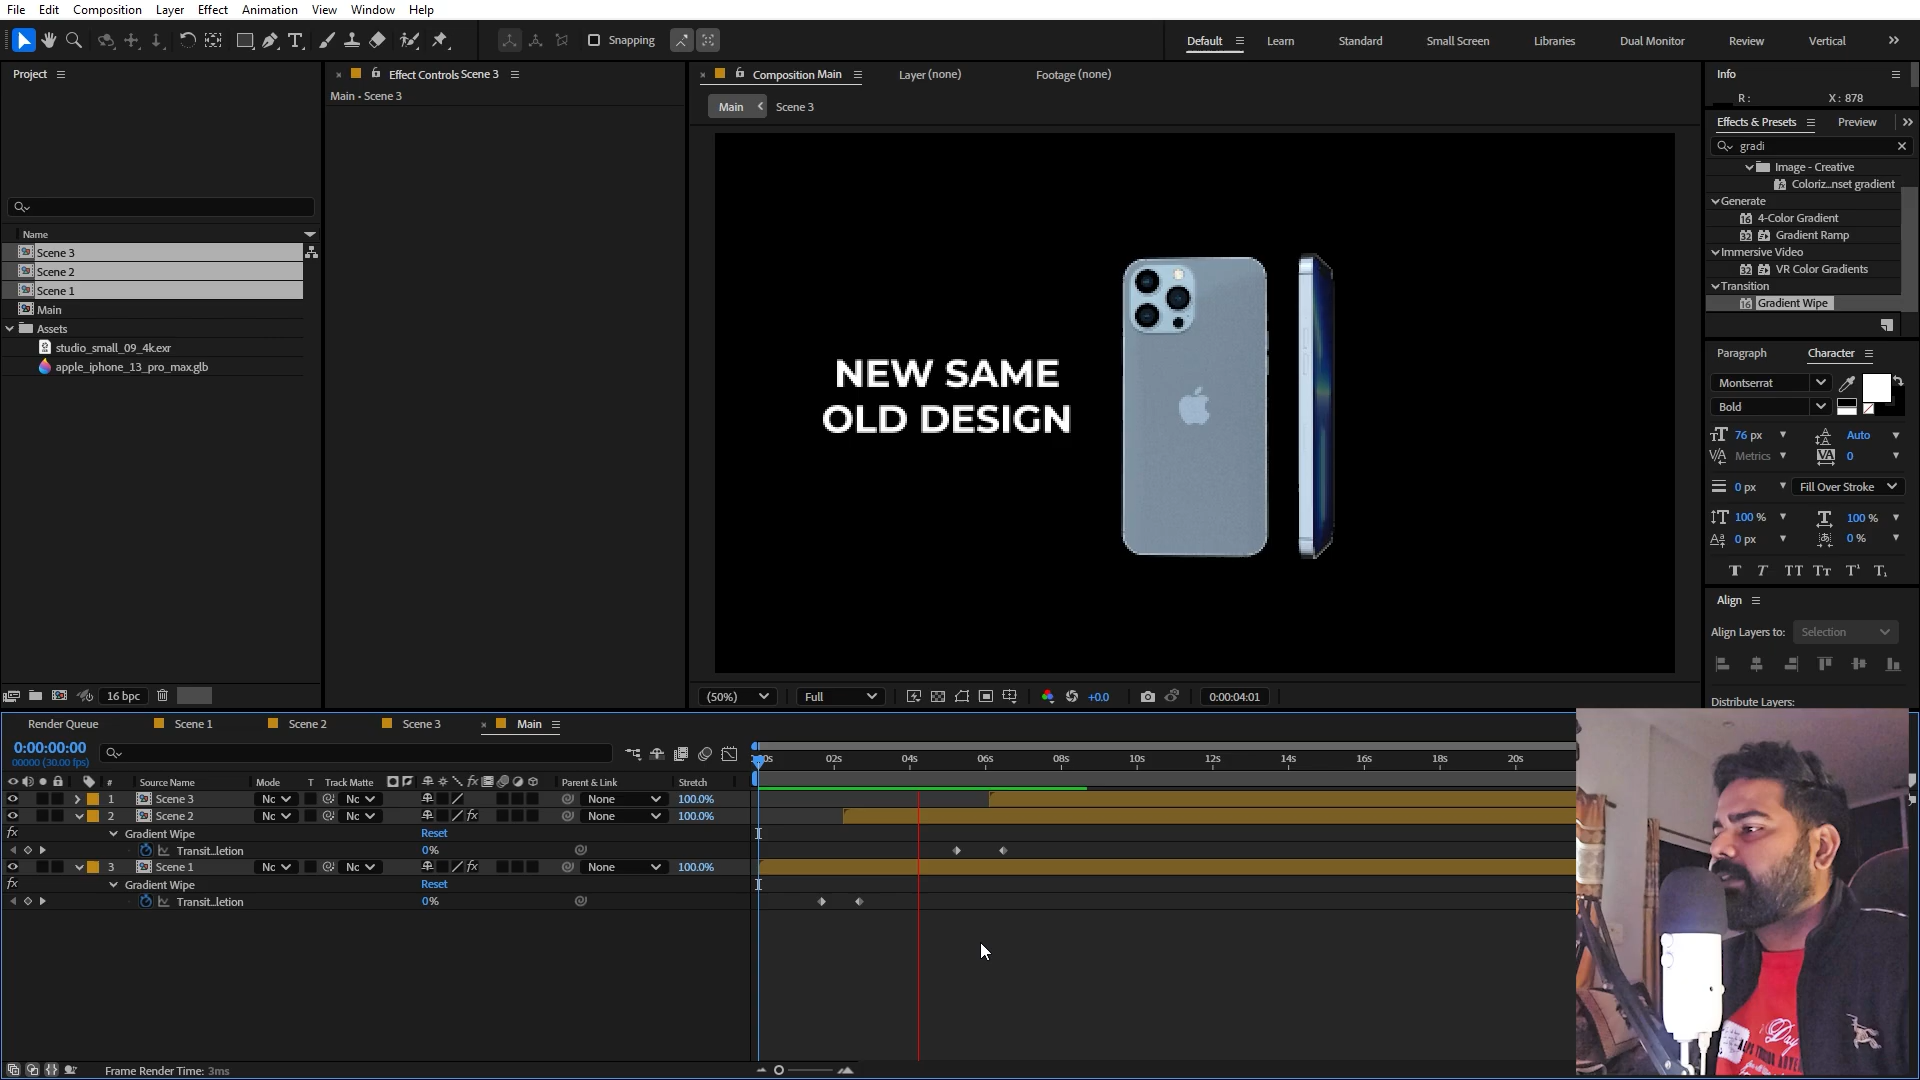 File Edit Composition Layer Effect Animation View Window Help
Snapping
Default Learn Standard Small Screen Libraries Dual Monitor Review Vertical
Project
Effect Controls Scene 3
Main - Scene 3
Composition Main
Layer (none)
Footage (none)
Main
Scene 3
Info
R:
X: 878
Effects & Presets
Preview
gradi
Image - Creative
Coloriz...nset gradient
Generate
4-Color Gradient
Gradient Ramp
Immersive Video
VR Color Gradients
Transition
Gradient Wipe
Name
Scene 3
Scene 2
Scene 1
Main
Assets
studio_small_09_4k.exr
apple_iphone_13_pro_max.glb
NEW SAME
OLD DESIGN
Paragraph
Character
Montserrat
Bold
76 px
Auto
Metrics
0
0 px
Fill Over Stroke
100 %
100 %
0 px
0 %
Align
Align Layers to:
Selection
Distribute Layers:
16 bpc
(50%)
Full
+0.0
0:00:04:01
Render Queue
Scene 1
Scene 2
Scene 3
Main
0:00:00:00
00000 (30.00 fps)
:00s 02s 04s 06s 08s 10s 12s 14s 16s 18s 20s
# Source Name Mode T Track Matte Parent & Link Stretch
1 Scene 3 Nc Nc None 100.0%
2 Scene 2 Nc Nc None 100.0%
Gradient Wipe Reset
Transit...letion 0%
3 Scene 1 Nc Nc None 100.0%
Gradient Wipe Reset
Transit...letion 0%
Frame Render Time: 3ms